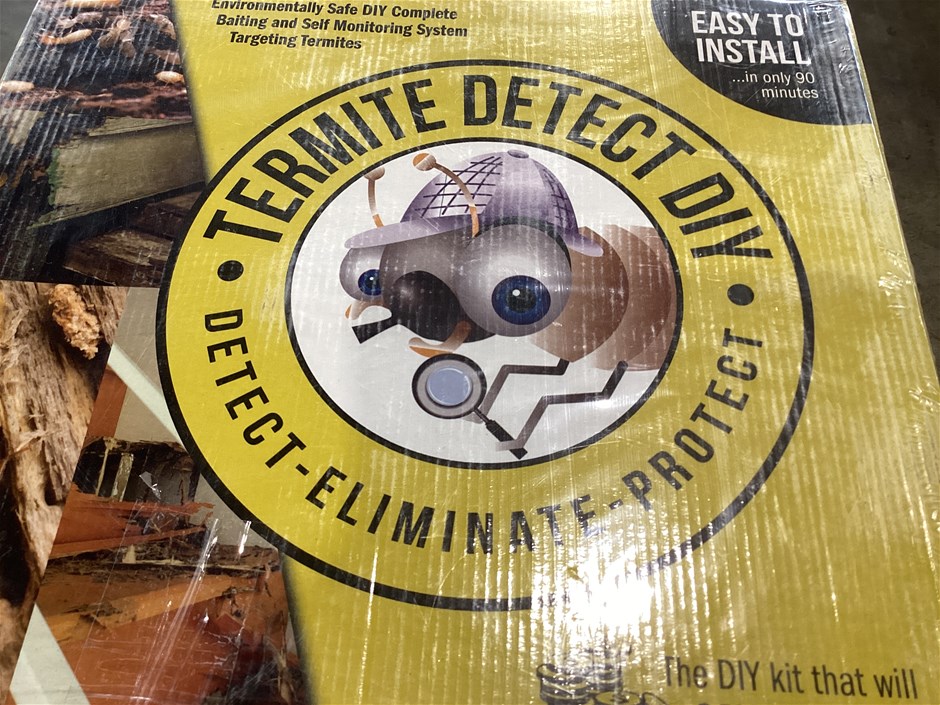 Environmentally Safe DIY Complete
Baiting and Self Monitoring System
Targeting Termites
EASY TO
INSTALL
...in only 90
minutes
TERMITE DETECT DIY
DETECT-ELIMINATE-PROTECT
The DIY kit that will